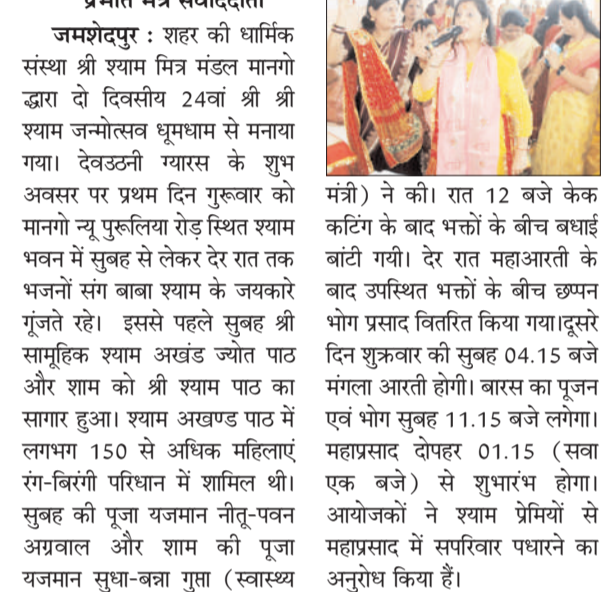 प्रभात मंत्र संवाददाता
जमशेदपुर : शहर की धार्मिक
संस्था श्री श्याम मित्र मंडल मानगो
द्धारा दो दिवसीय 24वां श्री श्री
श्याम जन्मोत्सव धूमधाम से मनाया
गया। देवउठनी ग्यारस के शुभ
अवसर पर प्रथम दिन गुरूवार को
मानगो न्यू पुरूलिया रोड़ स्थित श्याम
भवन में सुबह से लेकर देर रात तक
भजनों संग बाबा श्याम के जयकारे
गूंजते रहे। इससे पहले सुबह श्री
सामूहिक श्याम अखंड ज्योत पाठ
और शाम को श्री श्याम पाठ का
सागार हुआ। श्याम अखण्ड पाठ में
लगभग 150 से अधिक महिलाएं
रंग-बिरंगी परिधान में शामिल थी।
सुबह की पूजा यजमान नीतू-पवन
अग्रवाल और शाम की पूजा
यजमान सुधा-बन्ना गुप्ता (स्वास्थ्य
मंत्री) ने की। रात 12 बजे केक
कटिंग के बाद भक्तों के बीच बधाई
बांटी गयी। देर रात महाआरती के
बाद उपस्थित भक्तों के बीच छप्पन
भोग प्रसाद वितरित किया गया।दूसरे
दिन शुक्रवार की सुबह 04.15 बजे
मंगला आरती होगी। बारस का पूजन
एवं भोग सुबह 11.15 बजे लगेगा।
महाप्रसाद दोपहर 01.15 (सवा
एक बजे) से शुभारंभ होगा।
आयोजकों ने श्याम प्रेमियों से
महाप्रसाद में सपरिवार पधारने का
अनुरोध किया हैं।